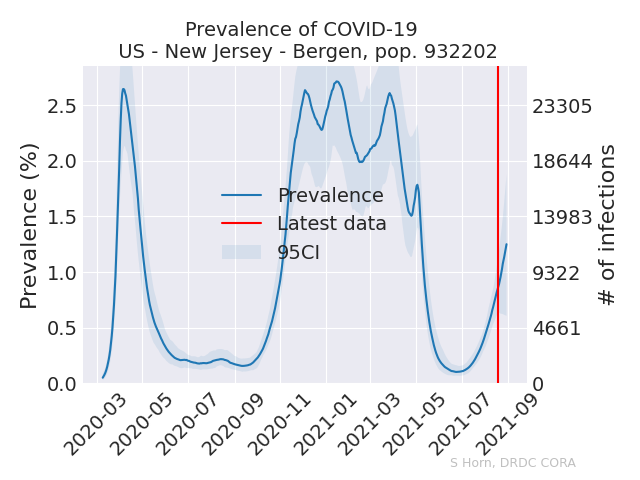 Prevalence of COVID-19
US - New Jersey - Bergen, pop. 932202
Prevalence (%)
2.5
2.0
1.5
1.0
0.5
0.0
Prevalence
Latest data
95CI
23305
18644
13983
9322
4661
0
# of infections
2020-03
2020-05
2020-07
2020-09
2020-11
2021-01
2021-03
2021-05
2021-07
2021-09
S Horn, DRDC CORA